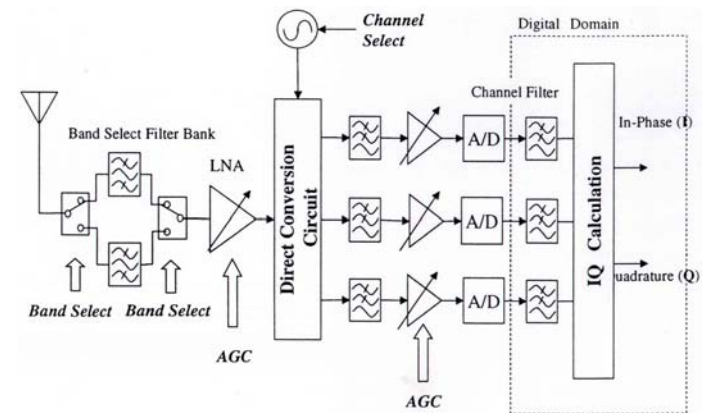 Channel
Select
Digital Domain
Channel Filter
In-Phase (I)
Band Select Filter Bank
LNA
Direct Conversion
Circuit
A/D
A/D
A/D
IQ Calculation
uadrature (Q)
Band Select
Band Select
AGC
AGC